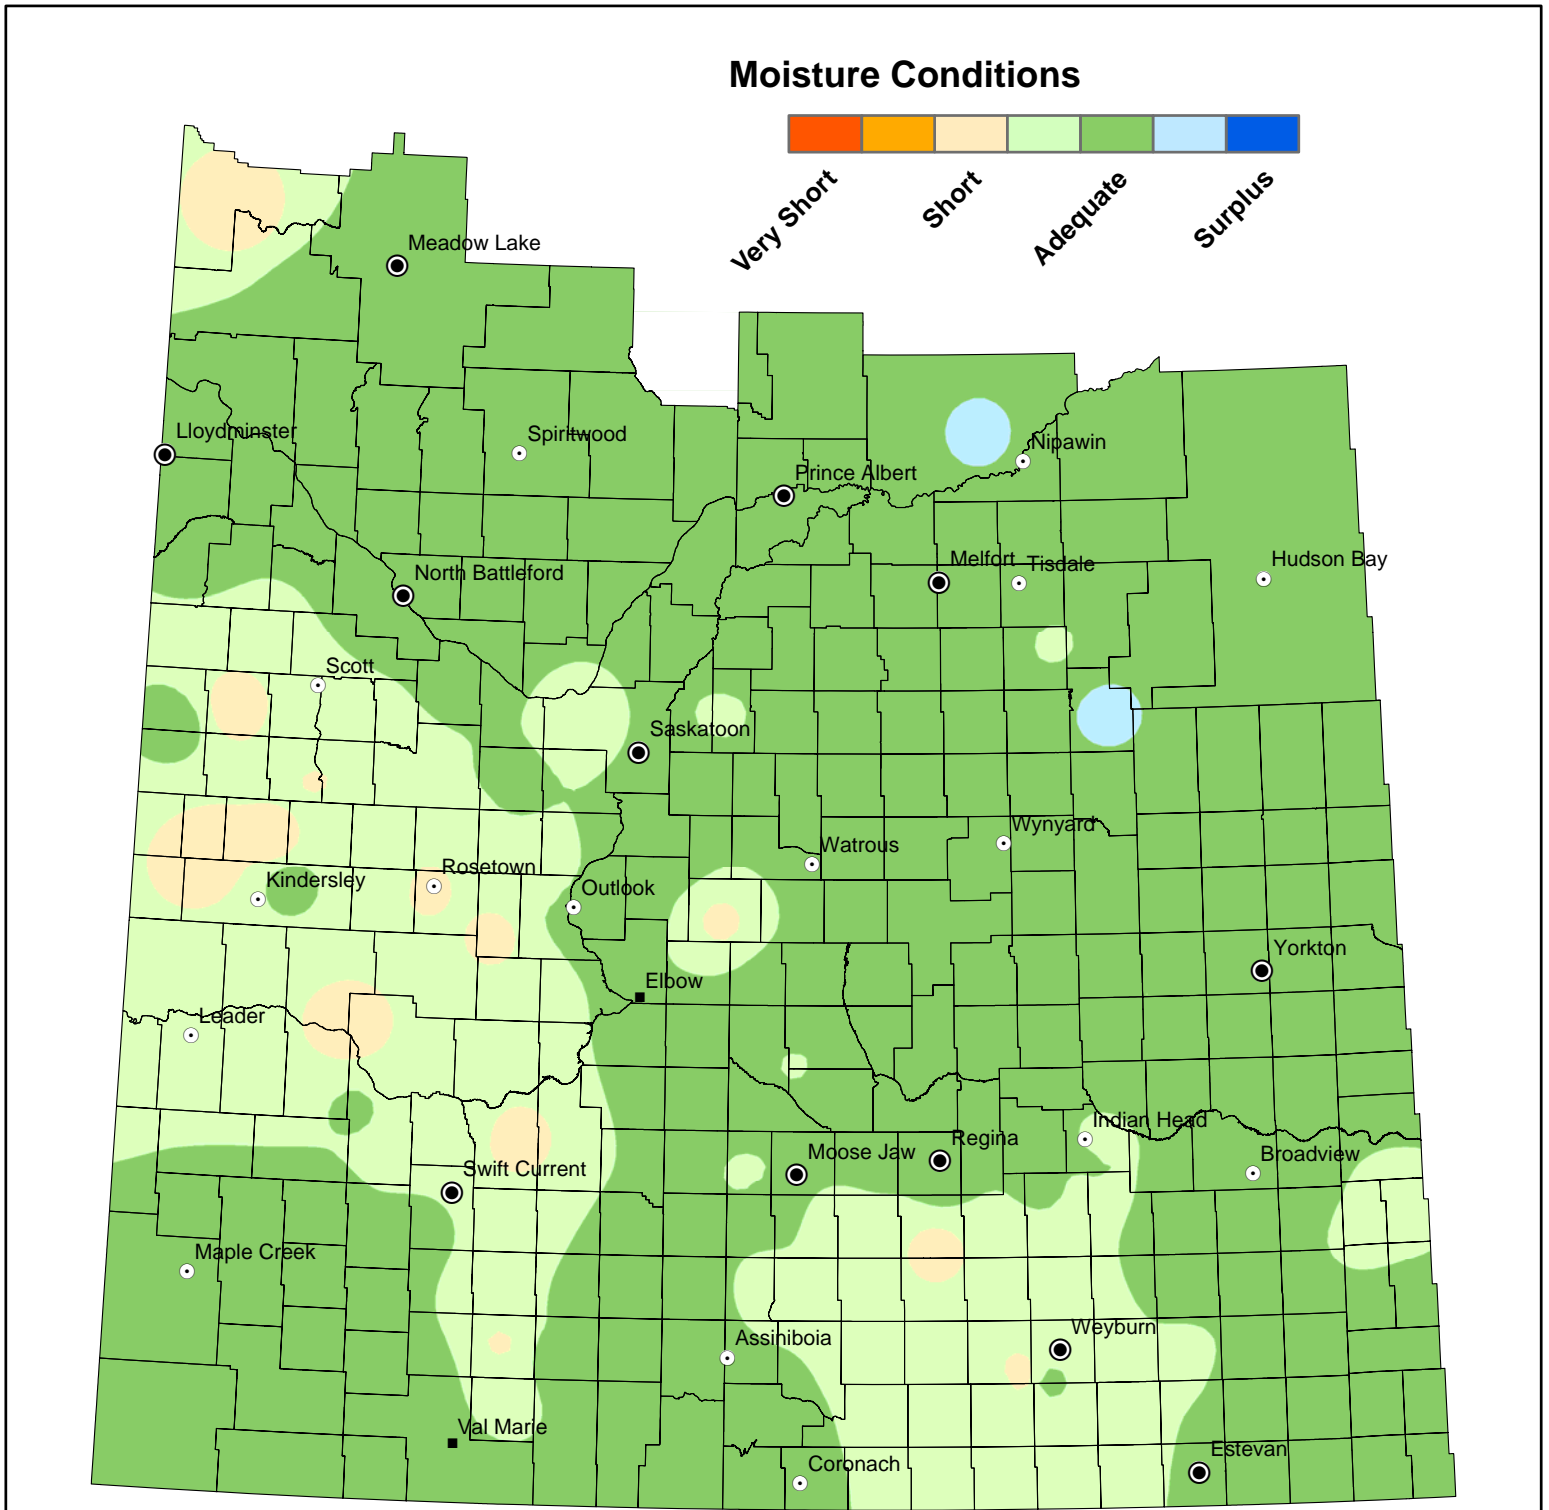 Moisture Conditions
Very Short
Short
Adequate
Surplus
Meadow Lake
Lloydminster
Spiritwood
Nipawin
Prince Albert
Melfort
Tisdale
Hudson Bay
North Battleford
Scott
Saskatoon
Wynyard
Watrous
Rosetown
Kindersley
Outlook
Yorkton
Elbow
Leader
Indian Head
Regina
Moose Jaw
Broadview
Swift Current
Maple Creek
Weyburn
Assiniboia
Val Marie
Estevan
Coronach